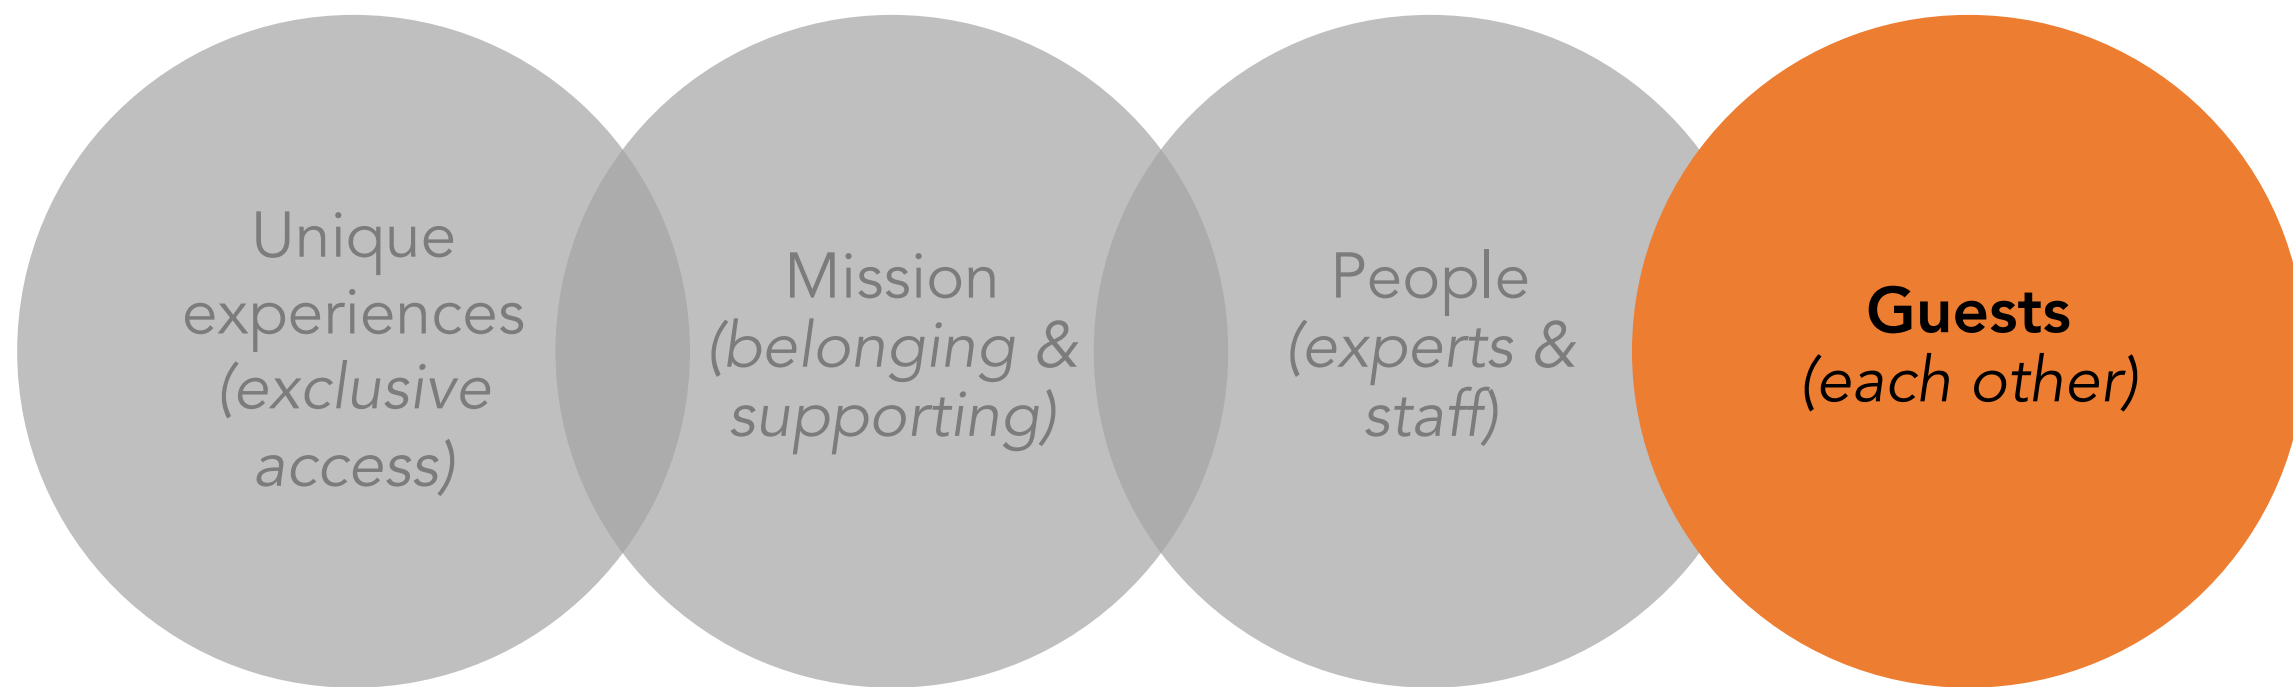 Unique
experiences
(exclusive
access)
Mission
(belonging &
supporting)
People
(experts &
staff)
Guests
(each other)